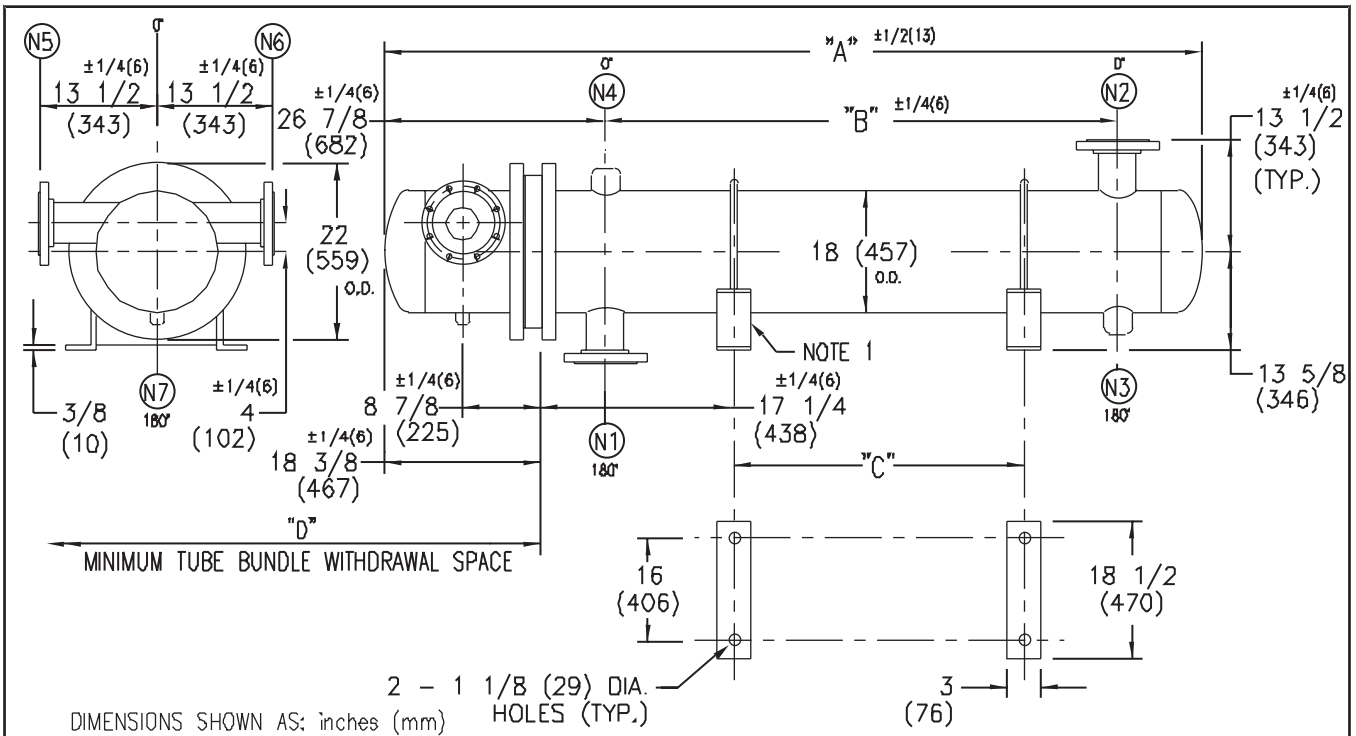 N5
0°
N6
±1/4(6)
±1/4(6)
13 1/2
13 1/2
(343)
(343)
±1/4(6)
26 7/8
(682)
"A" ±1/2(13)
0°
N4
0°
N2
"B" ±1/4(6)
±1/4(6)
13 1/2
(343)
(TYP.)
22
(559)
O.D.
18 (457)
O.D.
NOTE 1
N7
180°
3/8
(10)
±1/4(6)
4
(102)
±1/4(6)
8 7/8
(225)
N1
180°
±1/4(6)
17 1/4
(438)
N3
180°
13 5/8
(346)
±1/4(6)
18 3/8
(467)
"C"
"D"
MINIMUM TUBE BUNDLE WITHDRAWAL SPACE
16
(406)
18 1/2
(470)
2 - 1 1/8 (29) DIA.
HOLES (TYP.)
3
(76)
DIMENSIONS SHOWN AS: inches (mm)